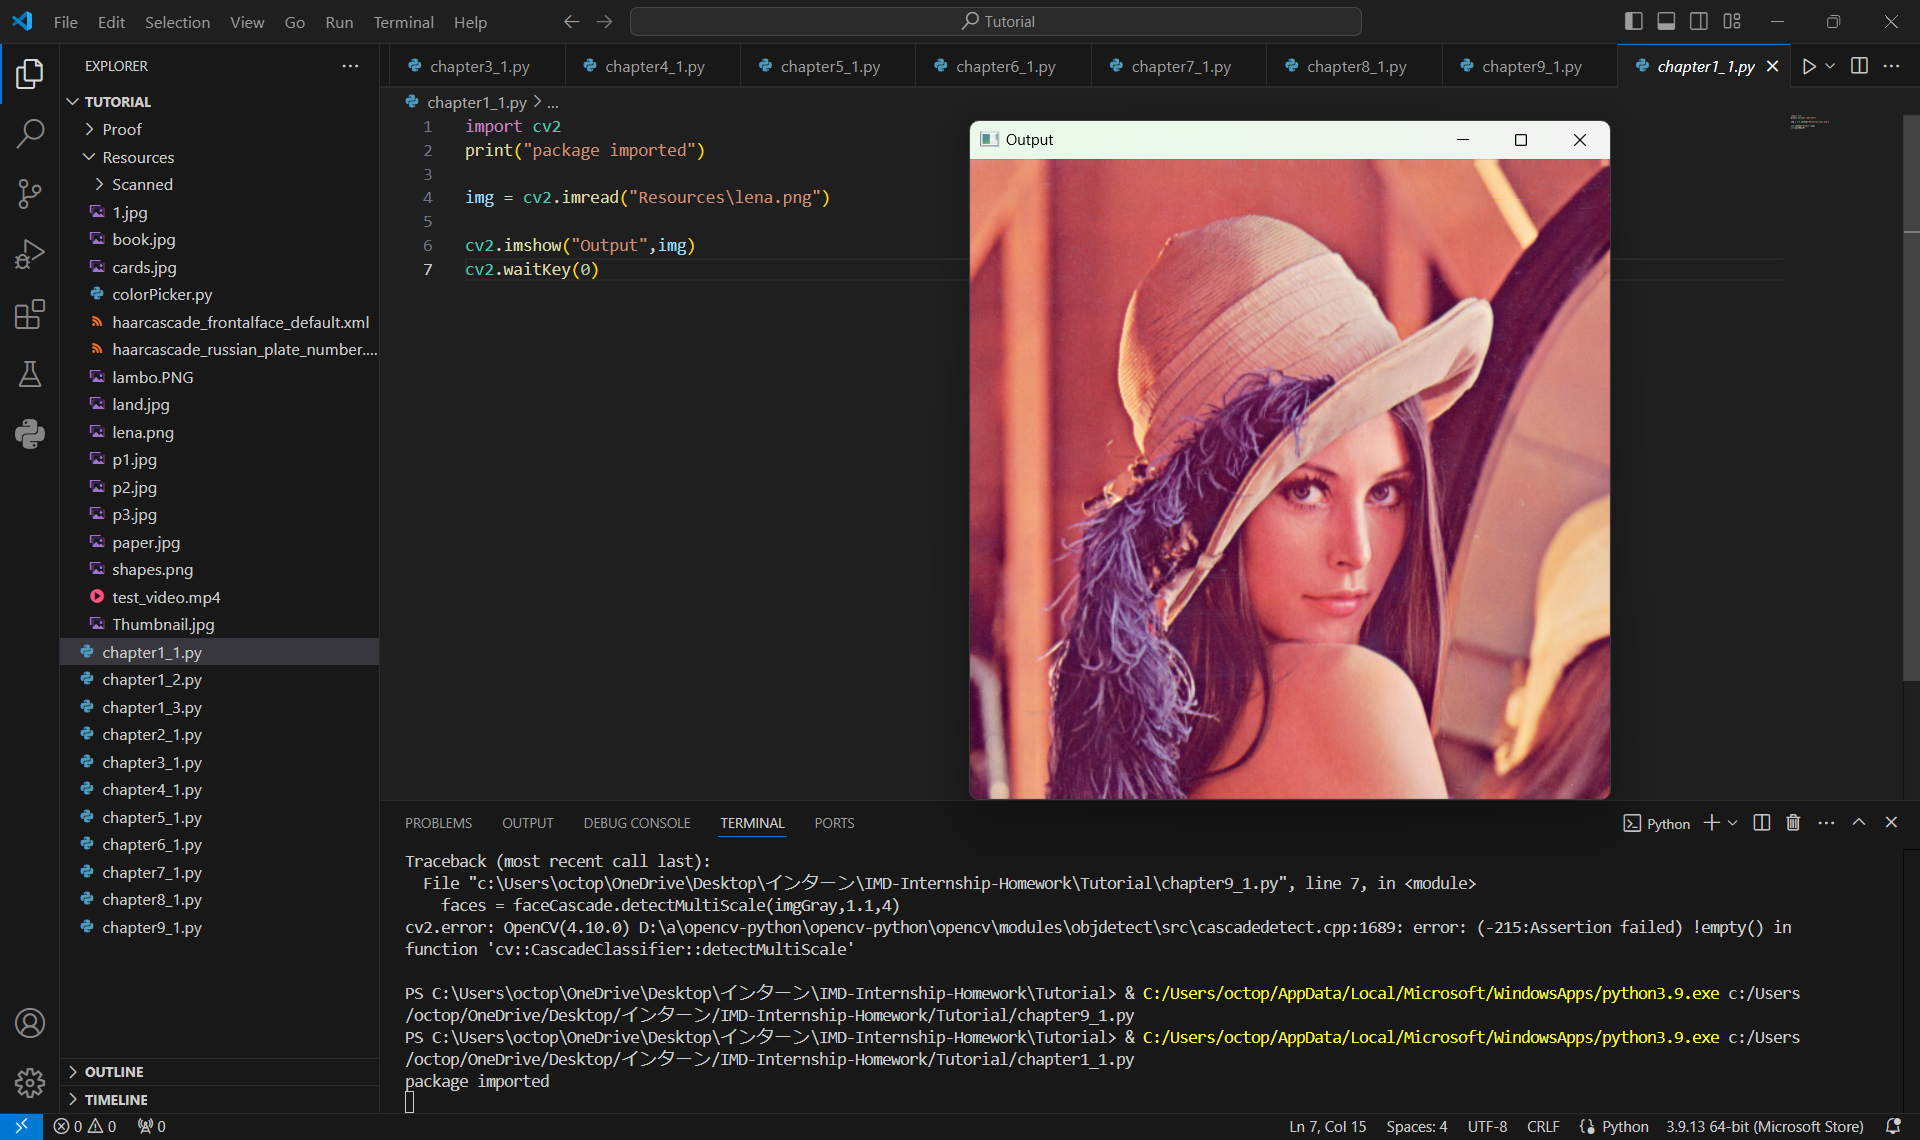 File Edit Selection View Go Run Terminal Help
Tutorial
EXPLORER
TUTORIAL
Proof
Resources
Scanned
1.jpg
book.jpg
cards.jpg
colorPicker.py
haarcascade_frontalface_default.xml
haarcascade_russian_plate_number....
lambo.PNG
land.jpg
lena.png
p1.jpg
p2.jpg
p3.jpg
paper.jpg
shapes.png
test_video.mp4
Thumbnail.jpg
chapter1_1.py
chapter1_2.py
chapter1_3.py
chapter2_1.py
chapter3_1.py
chapter4_1.py
chapter5_1.py
chapter6_1.py
chapter7_1.py
chapter8_1.py
chapter9_1.py
OUTLINE
TIMELINE
chapter3_1.py chapter4_1.py chapter5_1.py chapter6_1.py chapter7_1.py chapter8_1.py chapter9_1.py chapter1_1.py
chapter1_1.py > ...
1 import cv2
2 print("package imported")
3
4 img = cv2.imread("Resources\lena.png")
5
6 cv2.imshow("Output",img)
7 cv2.waitKey(0)
Output
PROBLEMS OUTPUT DEBUG CONSOLE TERMINAL PORTS
Python
Traceback (most recent call last):
File "c:\Users\octop\OneDrive\Desktop\インターン\IMD-Internship-Homework\Tutorial\chapter9_1.py", line 7, in <module>
faces = faceCascade.detectMultiScale(imgGray,1.1,4)
cv2.error: OpenCV(4.10.0) D:\a\opencv-python\opencv-python\opencv\modules\objdetect\src\cascadedetect.cpp:1689: error: (-215:Assertion failed) !empty() in
function 'cv::CascadeClassifier::detectMultiScale'
PS C:\Users\octop\OneDrive\Desktop\インターン\IMD-Internship-Homework\Tutorial> & C:/Users/octop/AppData/Local/Microsoft/WindowsApps/python3.9.exe c:/Users
/octop/OneDrive/Desktop/インターン/IMD-Internship-Homework/Tutorial/chapter9_1.py
PS C:\Users\octop\OneDrive\Desktop\インターン\IMD-Internship-Homework\Tutorial> & C:/Users/octop/AppData/Local/Microsoft/WindowsApps/python3.9.exe c:/Users
/octop/OneDrive/Desktop/インターン/IMD-Internship-Homework/Tutorial/chapter1_1.py
package imported
0 0 0 Ln 7, Col 15 Spaces: 4 UTF-8 CRLF Python 3.9.13 64-bit (Microsoft Store)